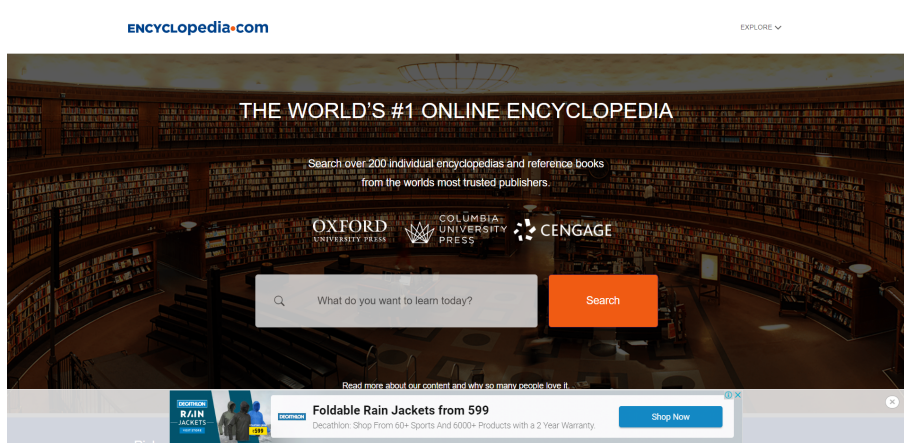 ENCYCLopedia.com
EXPLORE
THE WORLD'S #1 ONLINE ENCYCLOPEDIA
Search over 200 individual encyclopedias and reference books
from the worlds most trusted publishers.
OXFORD
UNIVERSITY PRESS
COLUMBIA
UNIVERSITY
PRESS
CENGAGE
What do you want to learn today?
Search
Read more about our content and why so many people love it.
DECATHLON
RAIN
JACKETS
₹599
DECATHLON
Foldable Rain Jackets from 599
Decathlon: Shop From 60+ Sports And 6000+ Products with a 2 Year Warranty.
Shop Now